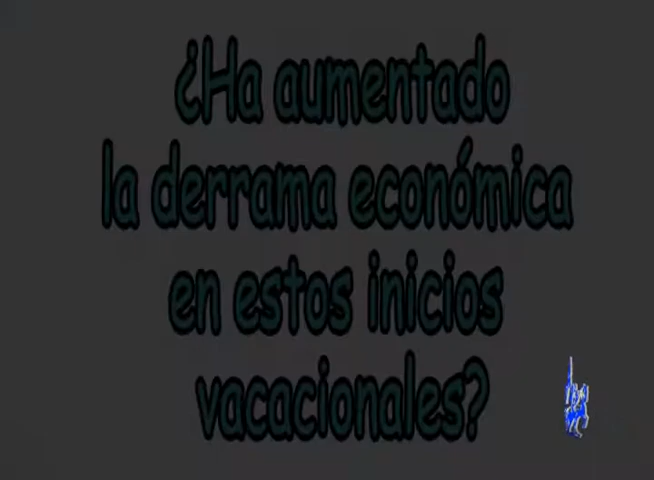 ¿Ha aumentado
la derrama económica
en estos inicios
vacacionales?